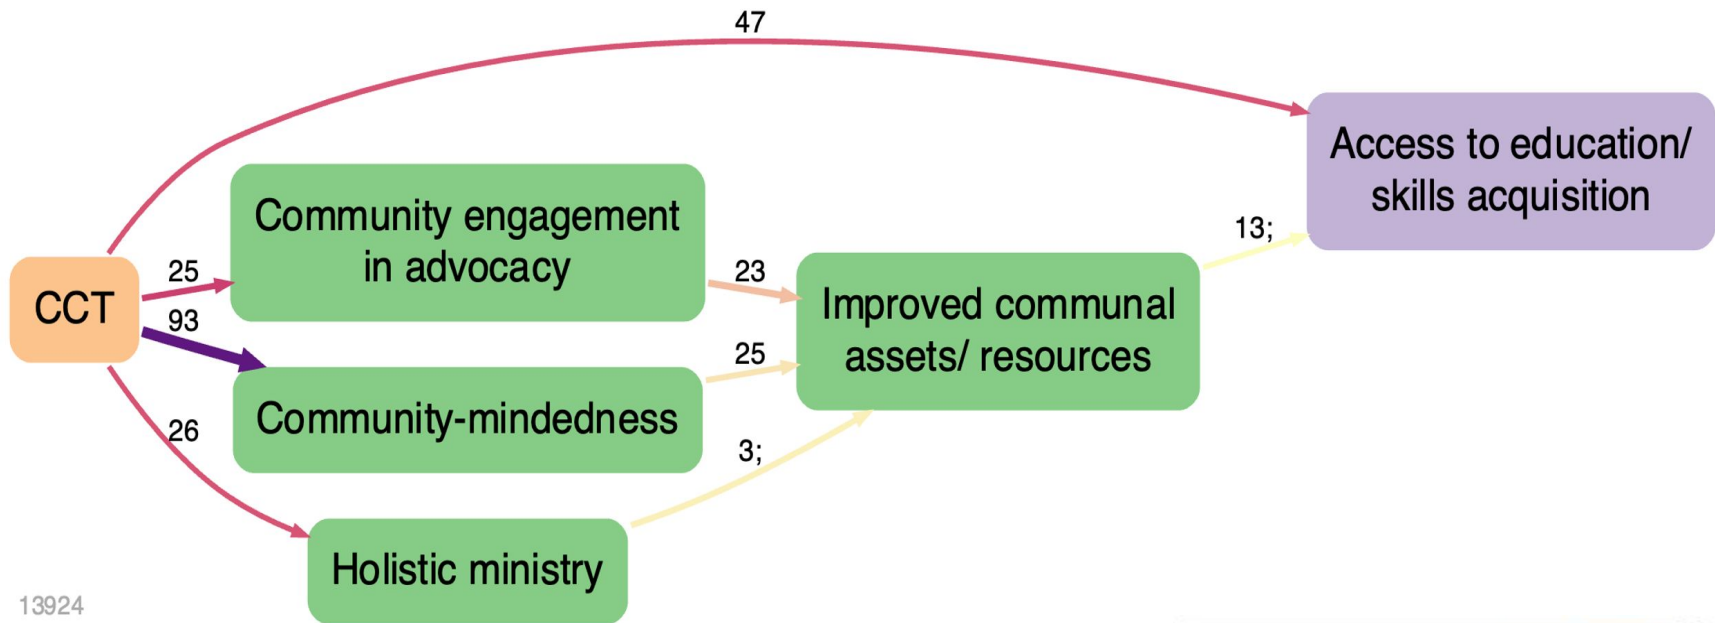 47
Access to education/
skills acquisition
Community engagement
in advocacy
13;
25
23
CCT
Improved communal
assets/ resources
93
25
Community-mindedness
26
3;
Holistic ministry
13924